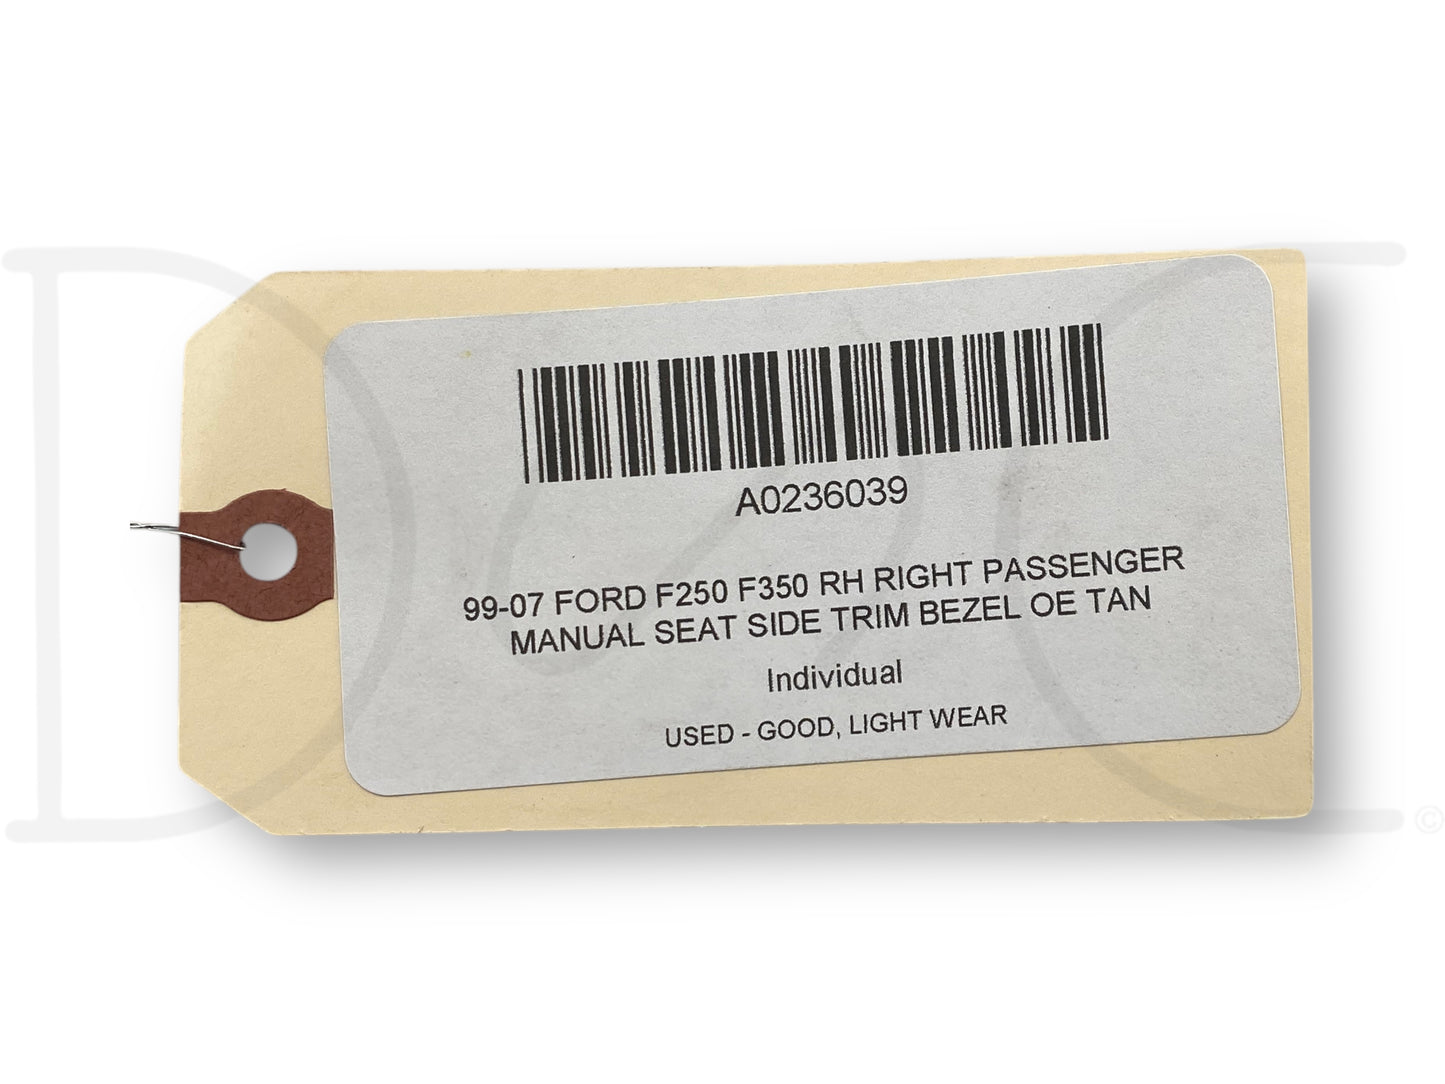 A0236039
99-07 FORD F250 F350 RH RIGHT PASSENGER
MANUAL SEAT SIDE TRIM BEZEL OE TAN
Individual
USED - GOOD, LIGHT WEAR
©